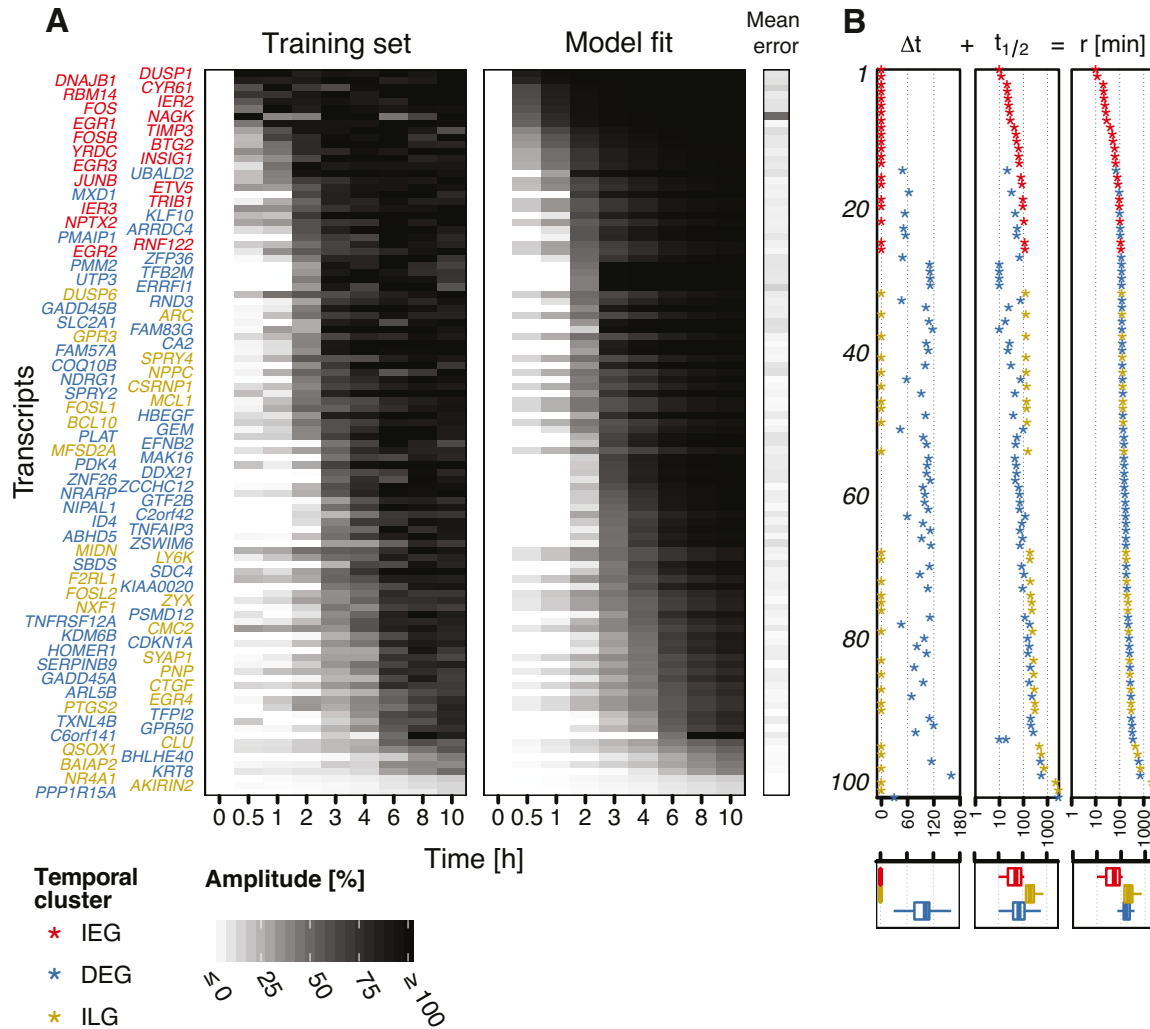 A
B
Training set
Model fit
Mean
error
Δt + t1/2 = r [min]
Transcripts
DNAJB1
RBM14
FOS
EGR1
FOSB
YRDC
EGR3
JUNB
MXD1
IER3
NPTX2
PMAIP1
EGR2
PMM2
UTP3
DUSP6
GADD45B
SLC2A1
GPR3
FAM57A
COQ10B
NDRG1
SPRY2
FOSL1
BCL10
PLAT
MFSD2A
PDK4
ZNF26
NRARP
NIPAL1
ID4
ABHD5
MIDN
SBDS
F2RL1
FOSL2
NXF1
TNFRSF12A
KDM6B
HOMER1
SERPINB9
GADD45A
ARL5B
PTGS2
TXNL4B
C6orf141
QSOX1
BAIAP2
NR4A1
PPP1R15A
DUSP1
CYR61
IER2
NAGK
TIMP3
BTG2
INSIG1
UBALD2
ETV5
TRIB1
KLF10
ARRDC4
RNF122
ZFP36
TFB2M
ERRFI1
RND3
ARC
FAM83G
CA2
SPRY4
NPPC
CSRNP1
MCL1
HBEGF
GEM
EFNB2
MAK16
DDX21
ZCCHC12
GTF2B
C2orf42
TNFAIP3
ZSWIM6
LY6K
SDC4
KIAA0020
ZYX
PSMD12
CMC2
CDKN1A
SYAP1
PNP
CTGF
EGR4
TFPI2
GPR50
CLU
BHLHE40
KRT8
AKIRIN2
0 0.5 1 2 3 4 6 8 10
0 0.5 1 2 3 4 6 8 10
Time [h]
1
20
40
60
80
100
0 60 120 180
1 10 100 1000
1 10 100 1000
Temporal
cluster
* IEG
* DEG
* ILG
Amplitude [%]
≤ 0 25 50 75 ≥ 100